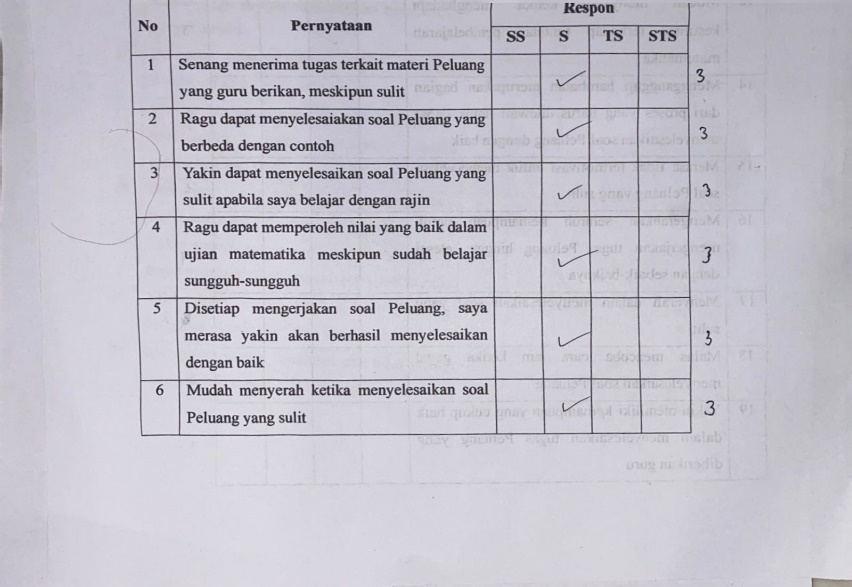 No Pernyataan Respon
SS S TS STS
1 Senang menerima tugas terkait materi Peluang 3
yang guru berikan, meskipun sulit
2 Ragu dapat menyelesaiakan soal Peluang yang 3
berbeda dengan contoh
3 Yakin dapat menyelesaikan soal Peluang yang 3
sulit apabila saya belajar dengan rajin
4 Ragu dapat memperoleh nilai yang baik dalam
ujian matematika meskipun sudah belajar 3
sungguh-sungguh
5 Disetiap mengerjakan soal Peluang, saya
merasa yakin akan berhasil menyelesaikan 3
dengan baik
6 Mudah menyerah ketika menyelesaikan soal 3
Peluang yang sulit